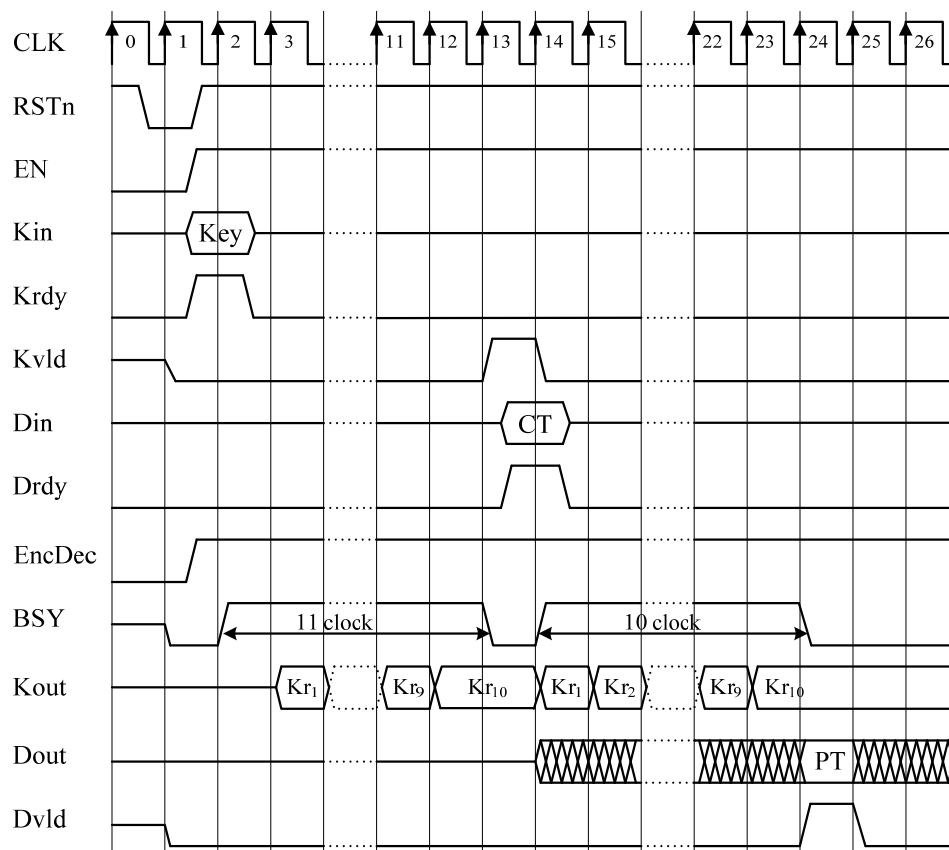 CLK 0 1 2 3 11 12 13 14 15 22 23 24 25 26
RSTn
EN
Kin Key
Krdy
Kvld
Din CT
Drdy
EncDec
BSY 11 clock 10 clock
Kout Kr1 Kr9 Kr10 Kr1 Kr2 Kr9 Kr10
Dout PT
Dvld